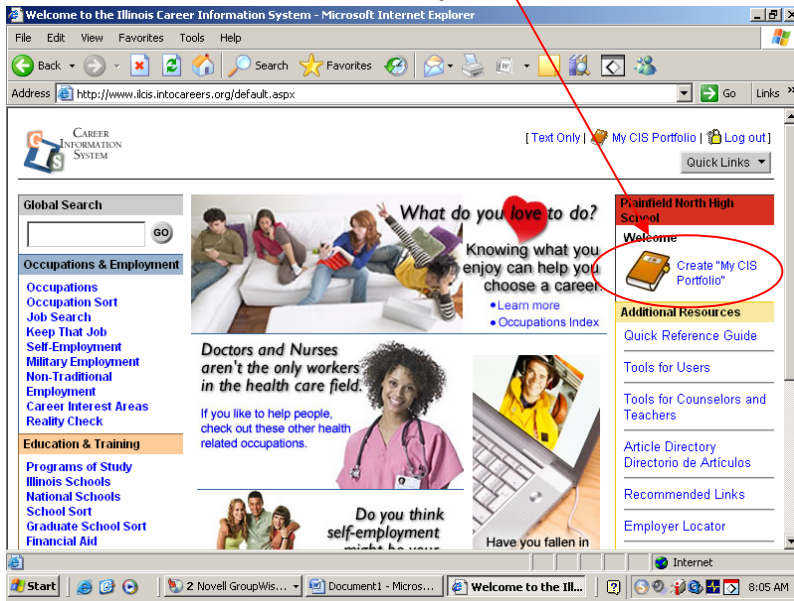 Welcome to the Illinois Career Information System - Microsoft Internet Explorer
File Edit View Favorites Tools Help
Back Search Favorites
Address http://www.ilcis.intocareers.org/default.aspx Go Links »
CAREER
INFORMATION
SYSTEM
CIS
[ Text Only | My CIS Portfolio | Log out ]
Quick Links
Global Search
GO
Occupations & Employment
Occupations
Occupation Sort
Job Search
Keep That Job
Self-Employment
Military Employment
Non-Traditional
Employment
Career Interest Areas
Reality Check
Education & Training
Programs of Study
Illinois Schools
National Schools
School Sort
Graduate School Sort
Financial Aid
What do you love to do?
Knowing what you
enjoy can help you
choose a career.
• Learn more
• Occupations Index
Doctors and Nurses
aren't the only workers
in the health care field.
If you like to help people,
check out these other health
related occupations.
Do you think
self-employment
might be your
Have you fallen in
Plainfield North High
School
Welcome
Create "My CIS
Portfolio"
Additional Resources
Quick Reference Guide
Tools for Users
Tools for Counselors and
Teachers
Article Directory
Directorio de Artículos
Recommended Links
Employer Locator
Internet
Start 2 Novell GroupWis... Document1 - Micros... Welcome to the Ill... 8:05 AM